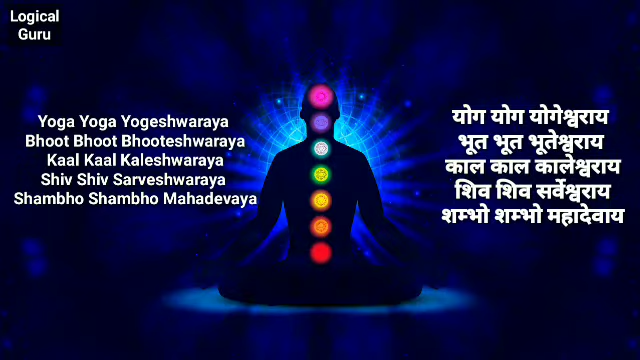 Logical
Guru
Yoga Yoga Yogeshwaraya
Bhoot Bhoot Bhooteshwaraya
Kaal Kaal Kaleshwaraya
Shiv Shiv Sarveshwaraya
Shambho Shambho Mahadevaya
योग योग योगेश्वराय
भूत भूत भूतेश्वराय
काल काल कालेश्वराय
शिव शिव सर्वेश्वराय
शम्भो शम्भो महादेवाय